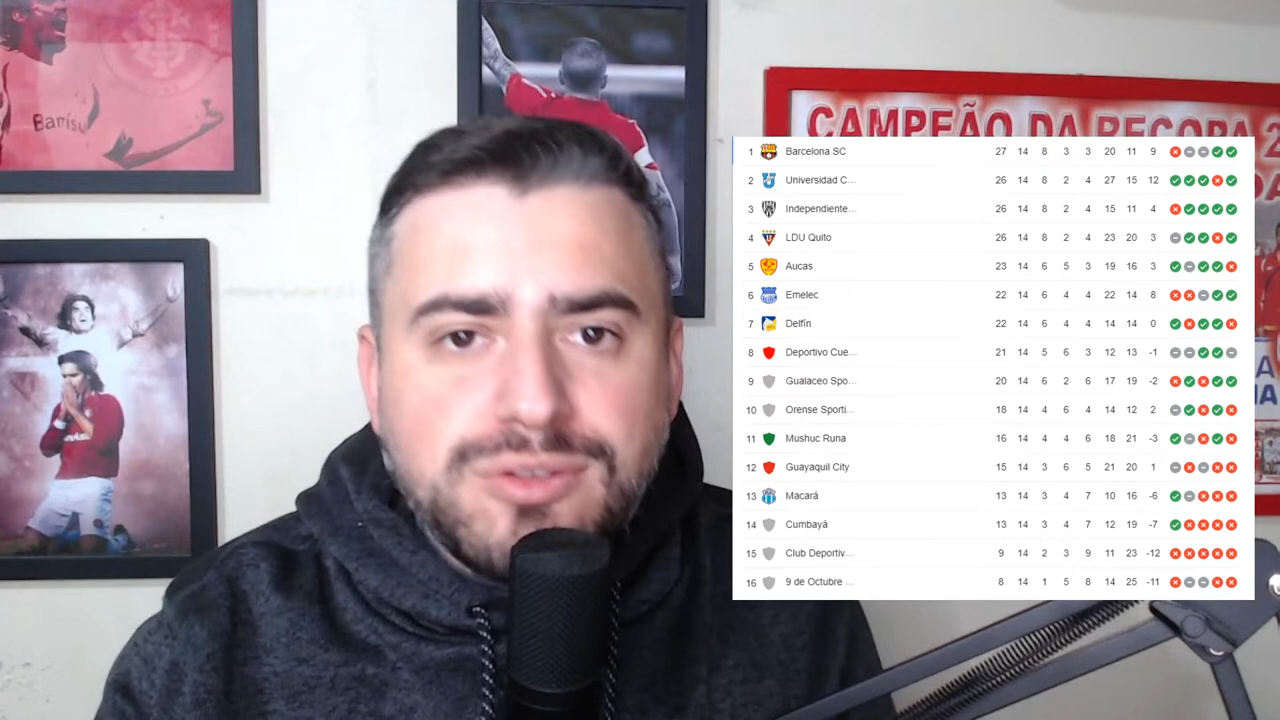 Banrisu
CAMPEÃO DA RECOPA 2
1 Barcelona SC 27 14 8 3 3 20 11 9
2 Universidad C... 26 14 8 2 4 27 15 12
3 Independiente... 26 14 8 2 4 15 11 4
4 LDU Quito 26 14 8 2 4 23 20 3
5 Aucas 23 14 6 5 3 19 16 3
6 Emelec 22 14 6 4 4 22 14 8
7 Delfín 22 14 6 4 4 14 14 0
8 Deportivo Cue... 21 14 5 6 3 12 13 -1
9 Gualaceo Spo... 20 14 6 2 6 17 19 -2
10 Orense Sporti... 18 14 4 6 4 14 12 2
11 Mushuc Runa 16 14 4 4 6 18 21 -3
12 Guayaquil City 15 14 3 6 5 21 20 1
13 Macará 13 14 3 4 7 10 16 -6
14 Cumbayá 13 14 3 4 7 12 19 -7
15 Club Deportiv... 9 14 2 3 9 11 23 -12
16 9 de Octubre ... 8 14 1 5 8 14 25 -11